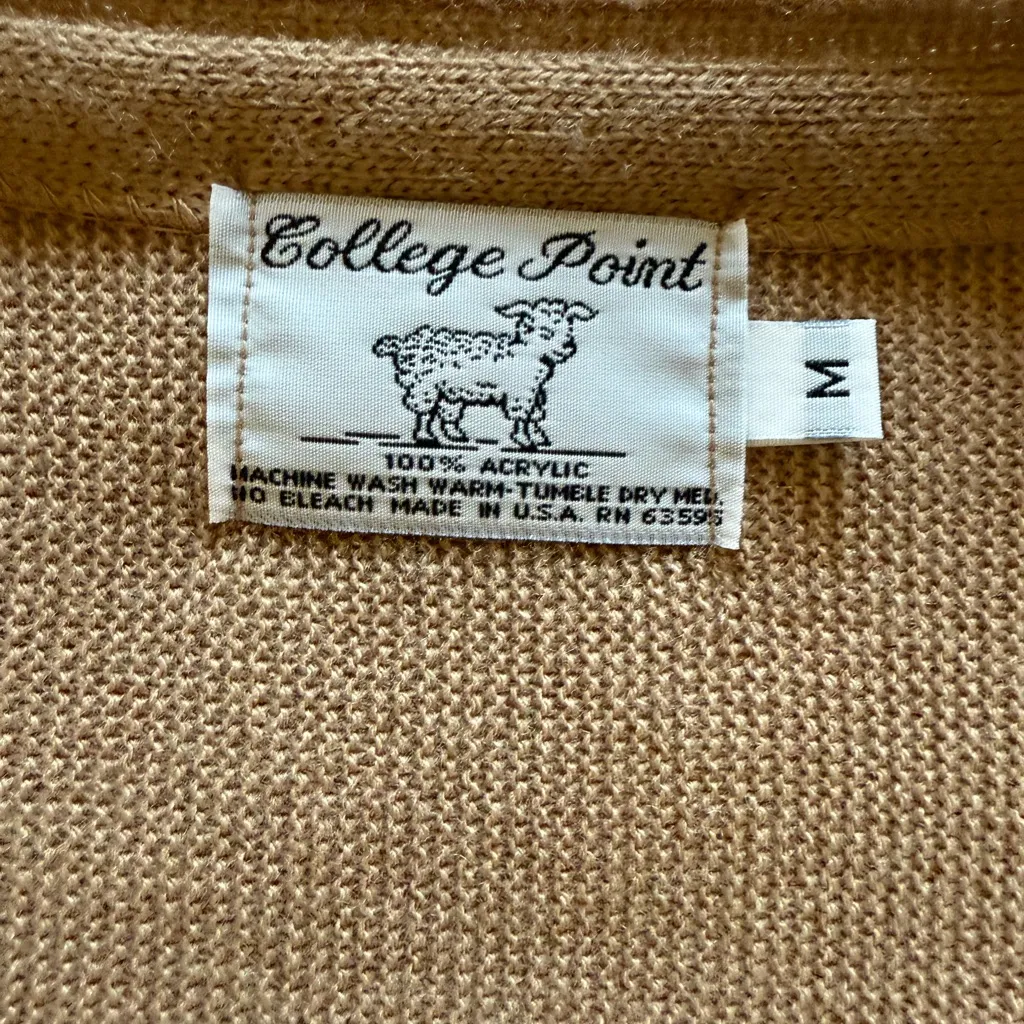 College Point
M
100% ACRYLIC
MACHINE WASH WARM-TUMBLE DRY MED.
NO BLEACH MADE IN U.S.A. RN 63595